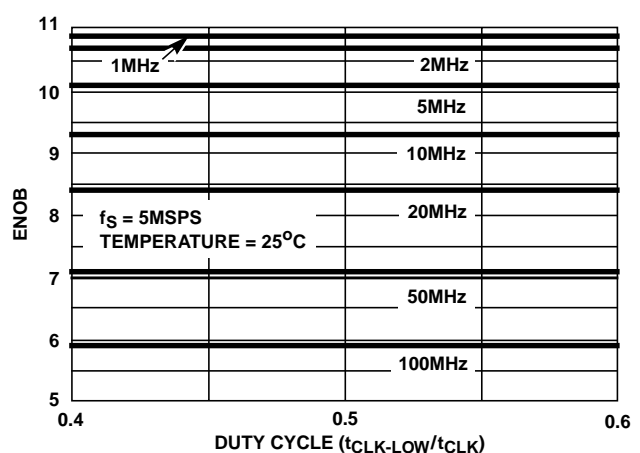 11
10
9
8
7
6
5
ENOB
1MHz
2MHz
5MHz
10MHz
20MHz
50MHz
100MHz
fS = 5MSPS
TEMPERATURE = 25°C
0.4
0.5
0.6
DUTY CYCLE (tCLK-LOW/tCLK)